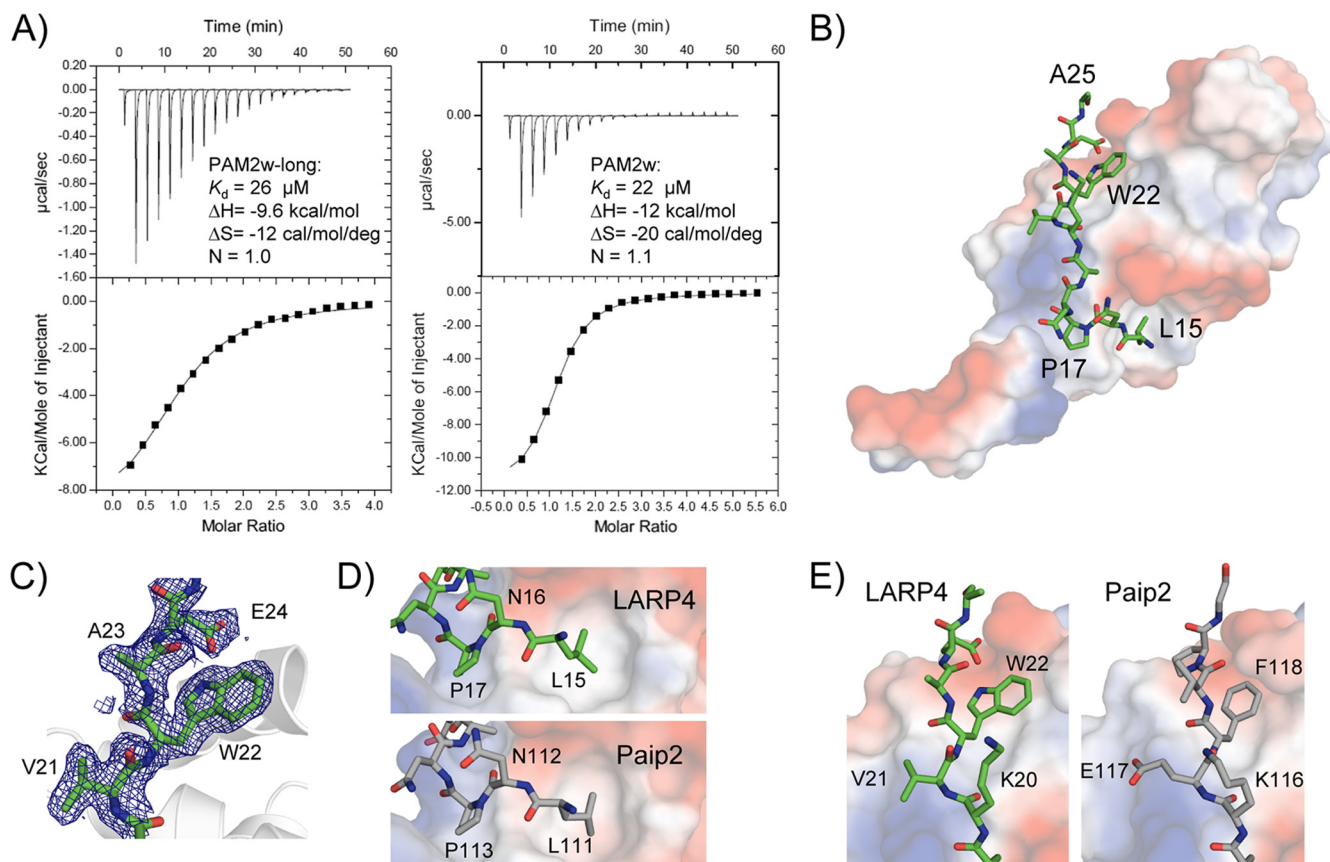 A)
Time (min)
0 10 20 30 40 50 60
0.20
0.00
-0.20
-0.40
-0.60
-0.80
-1.00
-1.20
-1.40
-1.60
µcal/sec
PAM2w-long:
Kd = 26 µM
ΔH= -9.6 kcal/mol
ΔS= -12 cal/mol/deg
N = 1.0
0.00
-2.00
-4.00
-6.00
-8.00
KCal/Mole of Injectant
0.0 0.5 1.0 1.5 2.0 2.5 3.0 3.5 4.0
Molar Ratio
Time (min)
0 10 20 30 40 50 60
0.00
-5.00
µcal/sec
PAM2w:
Kd = 22 µM
ΔH= -12 kcal/mol
ΔS= -20 cal/mol/deg
N = 1.1
0.00
-2.00
-4.00
-6.00
-8.00
-10.00
-12.00
KCal/Mole of Injectant
-0.5 0.0 0.5 1.0 1.5 2.0 2.5 3.0 3.5 4.0 4.5 5.0 5.5 6.0
Molar Ratio
B)
A25
W22
L15
P17
C)
E24
A23
W22
V21
D)
N16
LARP4
P17
L15
Paip2
N112
P113
L111
E)
LARP4
W22
V21
K20
Paip2
F118
E117
K116